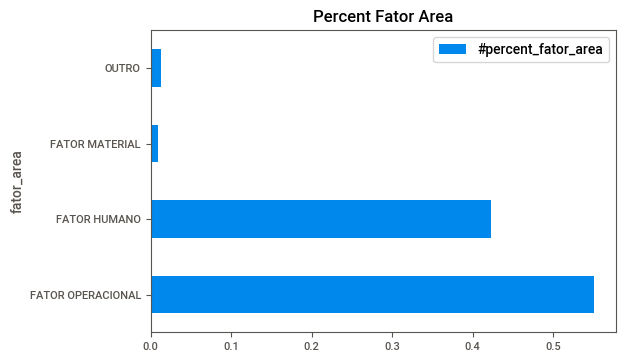 Percent Fator Area
#percent_fator_area
OUTRO
FATOR MATERIAL
FATOR HUMANO
FATOR OPERACIONAL
fator_area
0.0 0.1 0.2 0.3 0.4 0.5